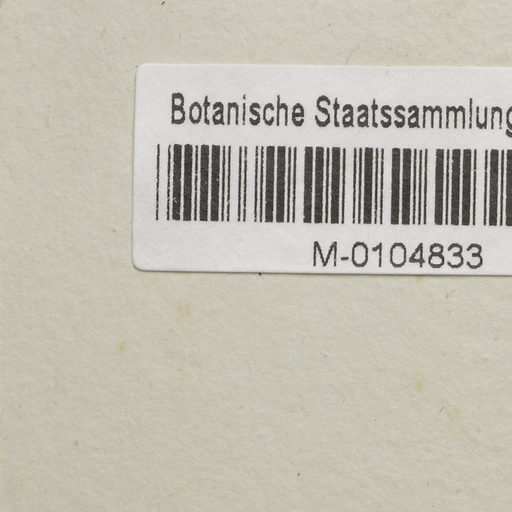 Botanische Staatssammlung
M-0104833